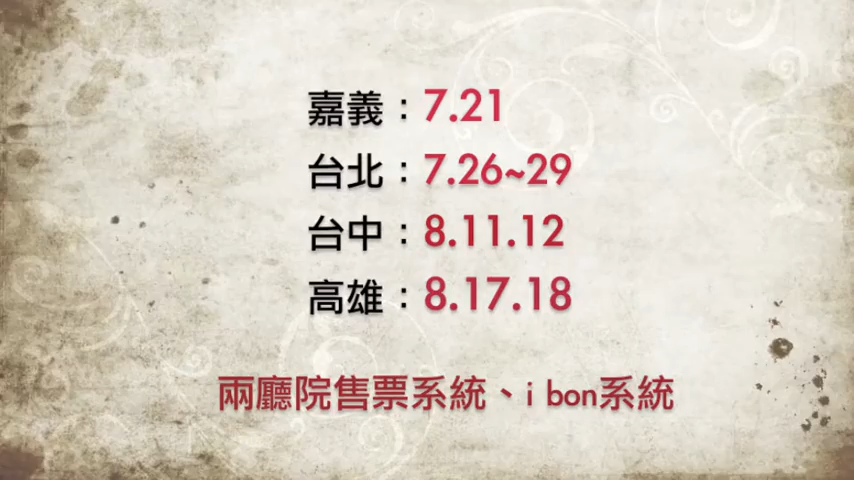 嘉義：7.21
台北：7.26~29
台中：8.11.12
高雄：8.17.18
兩廳院售票系統、i bon系統